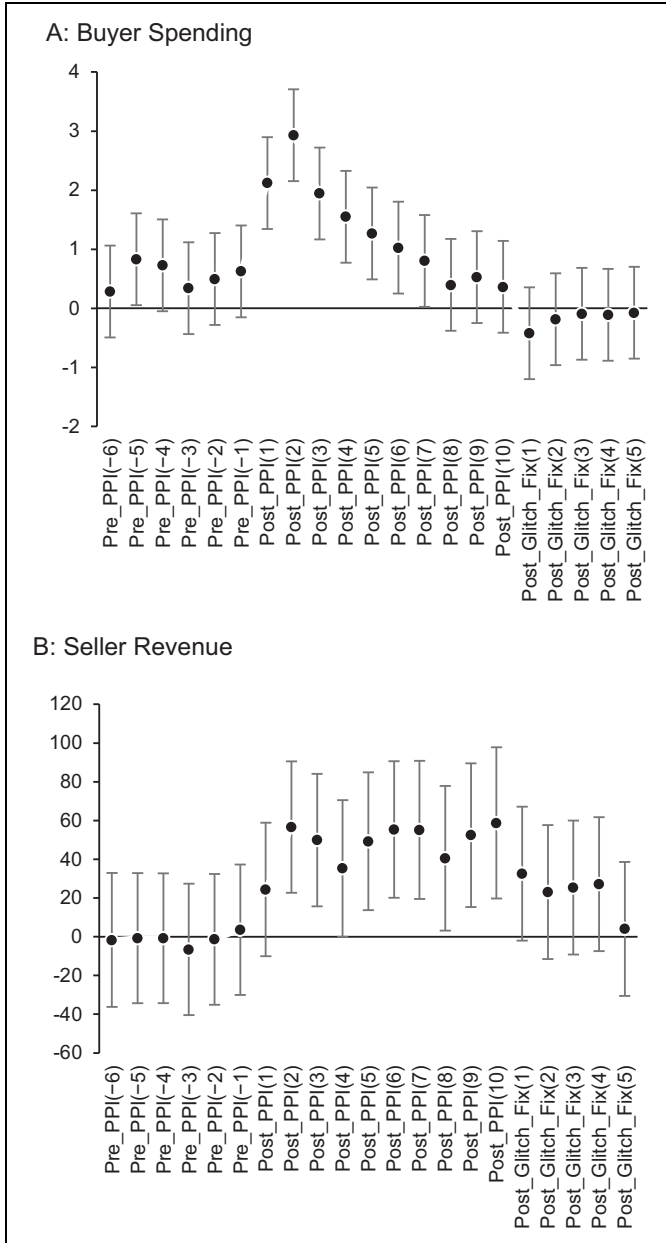 A: Buyer Spending
4
3
2
1
0
-1
-2
Pre_PPI(−6)
Pre_PPI(−5)
Pre_PPI(−4)
Pre_PPI(−3)
Pre_PPI(−2)
Pre_PPI(−1)
Post_PPI(1)
Post_PPI(2)
Post_PPI(3)
Post_PPI(4)
Post_PPI(5)
Post_PPI(6)
Post_PPI(7)
Post_PPI(8)
Post_PPI(9)
Post_PPI(10)
Post_Glitch_Fix(1)
Post_Glitch_Fix(2)
Post_Glitch_Fix(3)
Post_Glitch_Fix(4)
Post_Glitch_Fix(5)
B: Seller Revenue
120
100
80
60
40
20
0
-20
-40
-60
Pre_PPI(−6)
Pre_PPI(−5)
Pre_PPI(−4)
Pre_PPI(−3)
Pre_PPI(−2)
Pre_PPI(−1)
Post_PPI(1)
Post_PPI(2)
Post_PPI(3)
Post_PPI(4)
Post_PPI(5)
Post_PPI(6)
Post_PPI(7)
Post_PPI(8)
Post_PPI(9)
Post_PPI(10)
Post_Glitch_Fix(1)
Post_Glitch_Fix(2)
Post_Glitch_Fix(3)
Post_Glitch_Fix(4)
Post_Glitch_Fix(5)